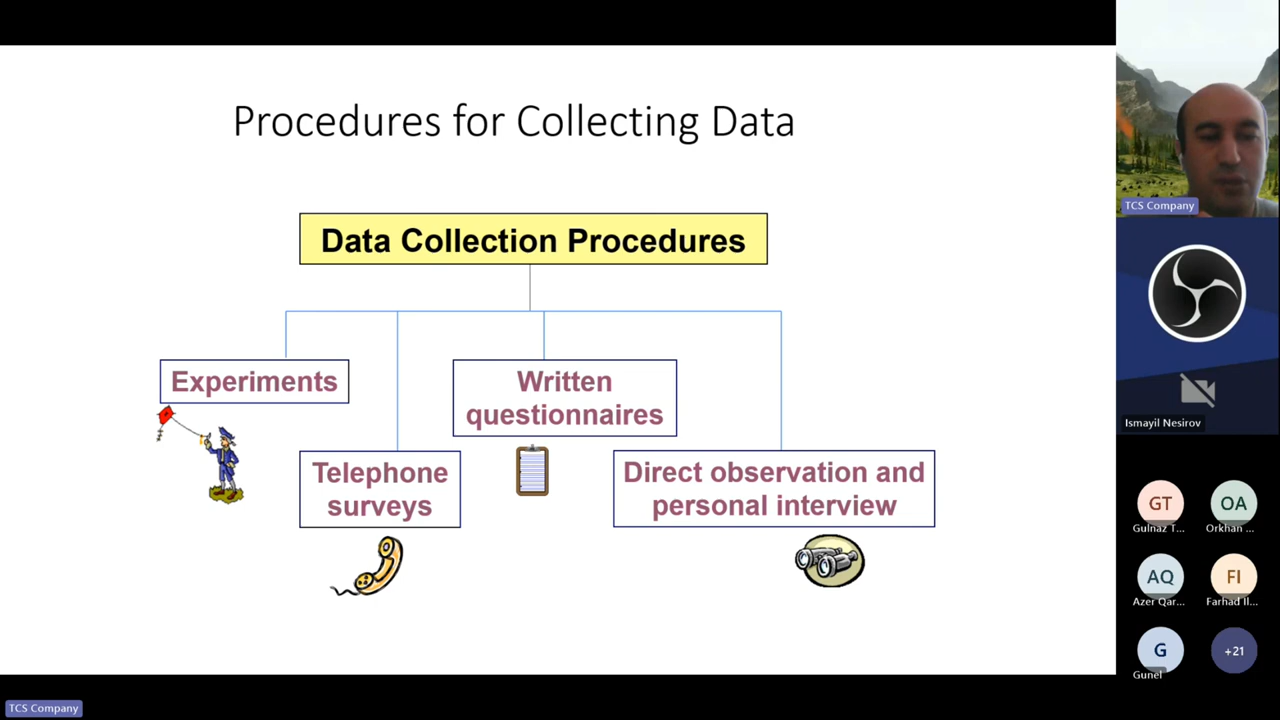 Procedures for Collecting Data
Data Collection Procedures
Experiments
Written
questionnaires
Telephone
surveys
Direct observation and
personal interview
TCS Company
Ismayil Nesirov
GT
Gulnaz T...
OA
Orkhan ...
AQ
Azer Qar...
FI
Farhad Il...
G
Gunel
+21
TCS Company